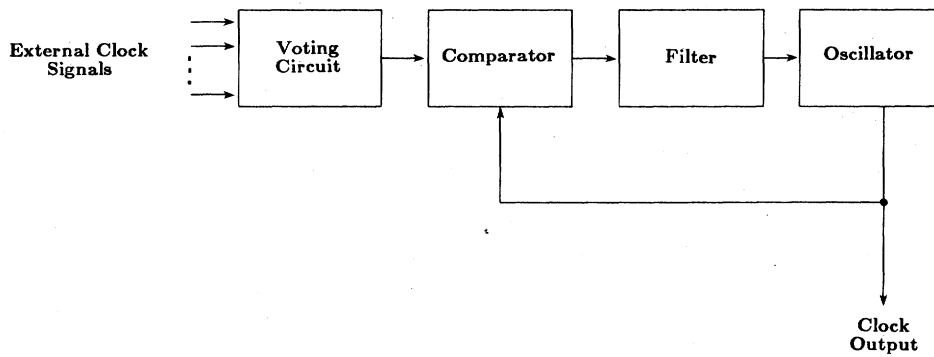 External Clock
Signals
Voting
Circuit
Comparator
Filter
Oscillator
Clock
Output